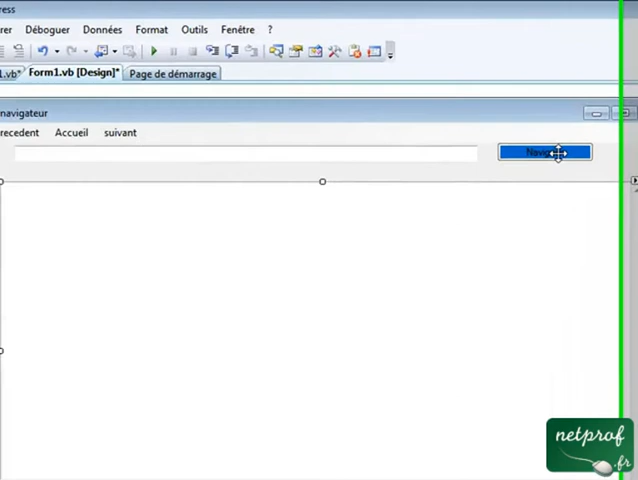 ress
rer Déboguer Données Format Outils Fenêtre ?
1.vb* Form1.vb [Design]* Page de démarrage
navigateur
recedent Accueil suivant
netprof
.fr